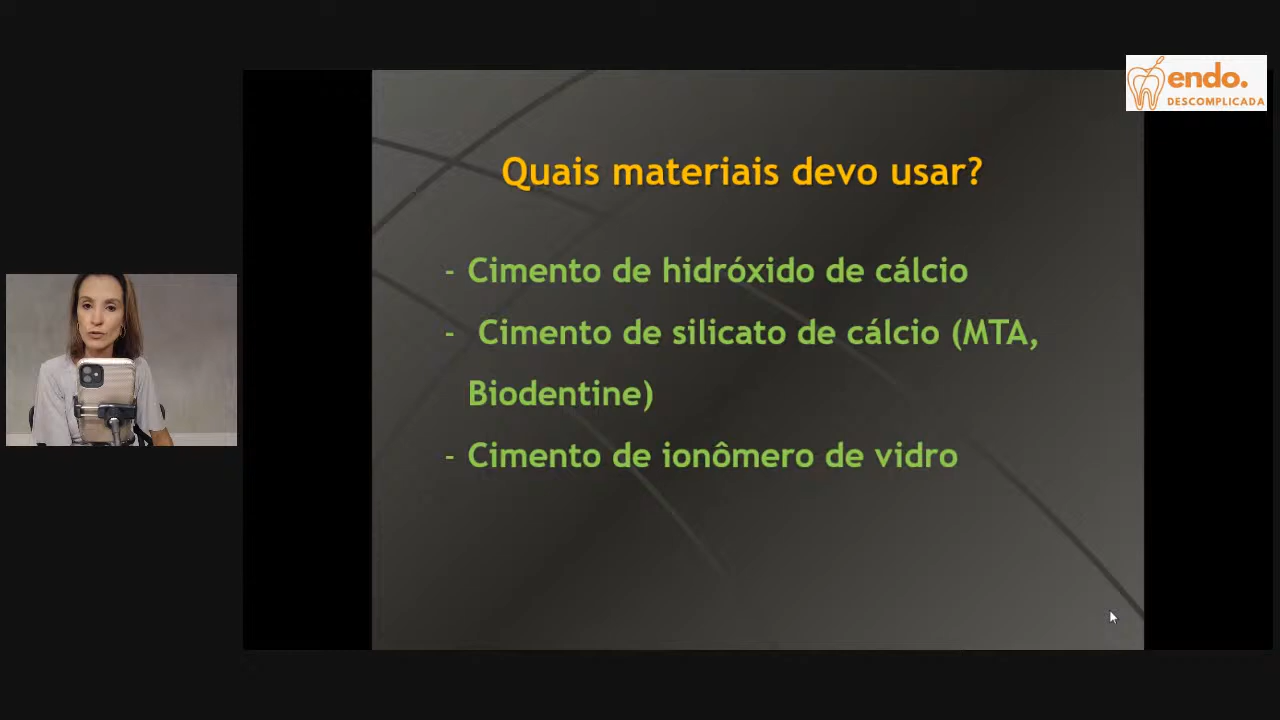 endo.
DESCOMPLICADA
Quais materiais devo usar?
- Cimento de hidróxido de cálcio
- Cimento de silicato de cálcio (MTA,
Biodentine)
- Cimento de ionômero de vidro